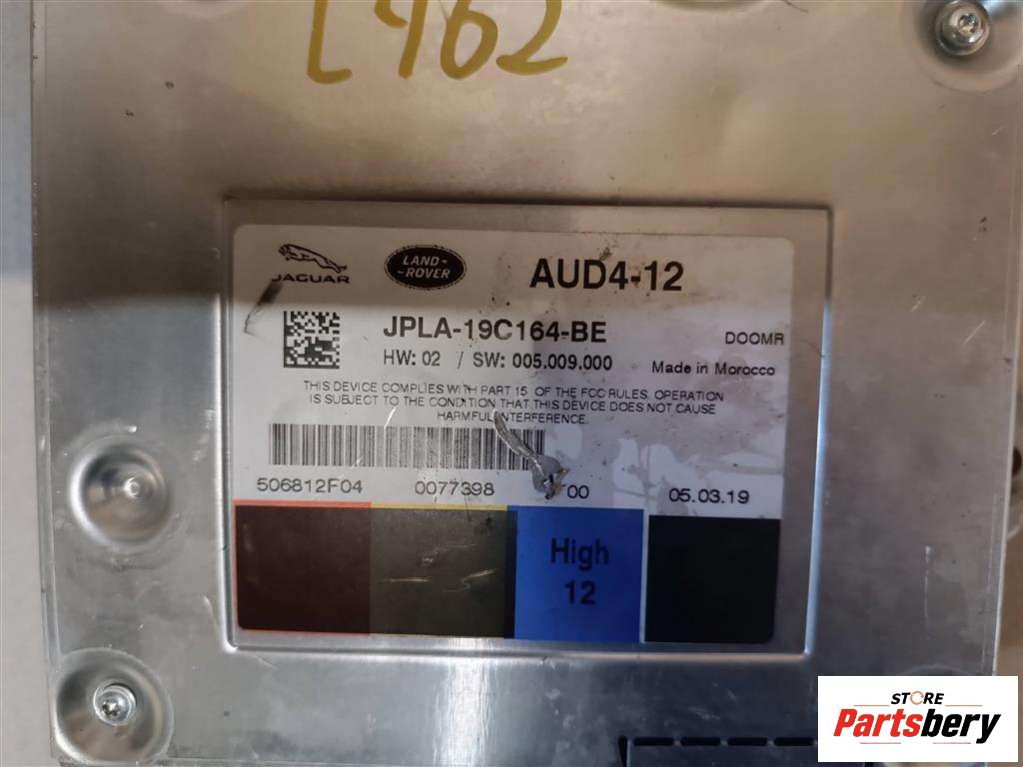 L462
JAGUAR
LAND-
-ROVER
AUD4-12
JPLA-19C164-BE
DOOMR
HW: 02 / SW: 005.009.000
Made in Morocco
THIS DEVICE COMPLIES WITH PART 15 OF THE FCC RULES. OPERATION
IS SUBJECT TO THE CONDITION THAT THIS DEVICE DOES NOT CAUSE
HARMFUL INTERFERENCE.
506812F04 0077398 00 05.03.19
High
12
STORE
Partsbery